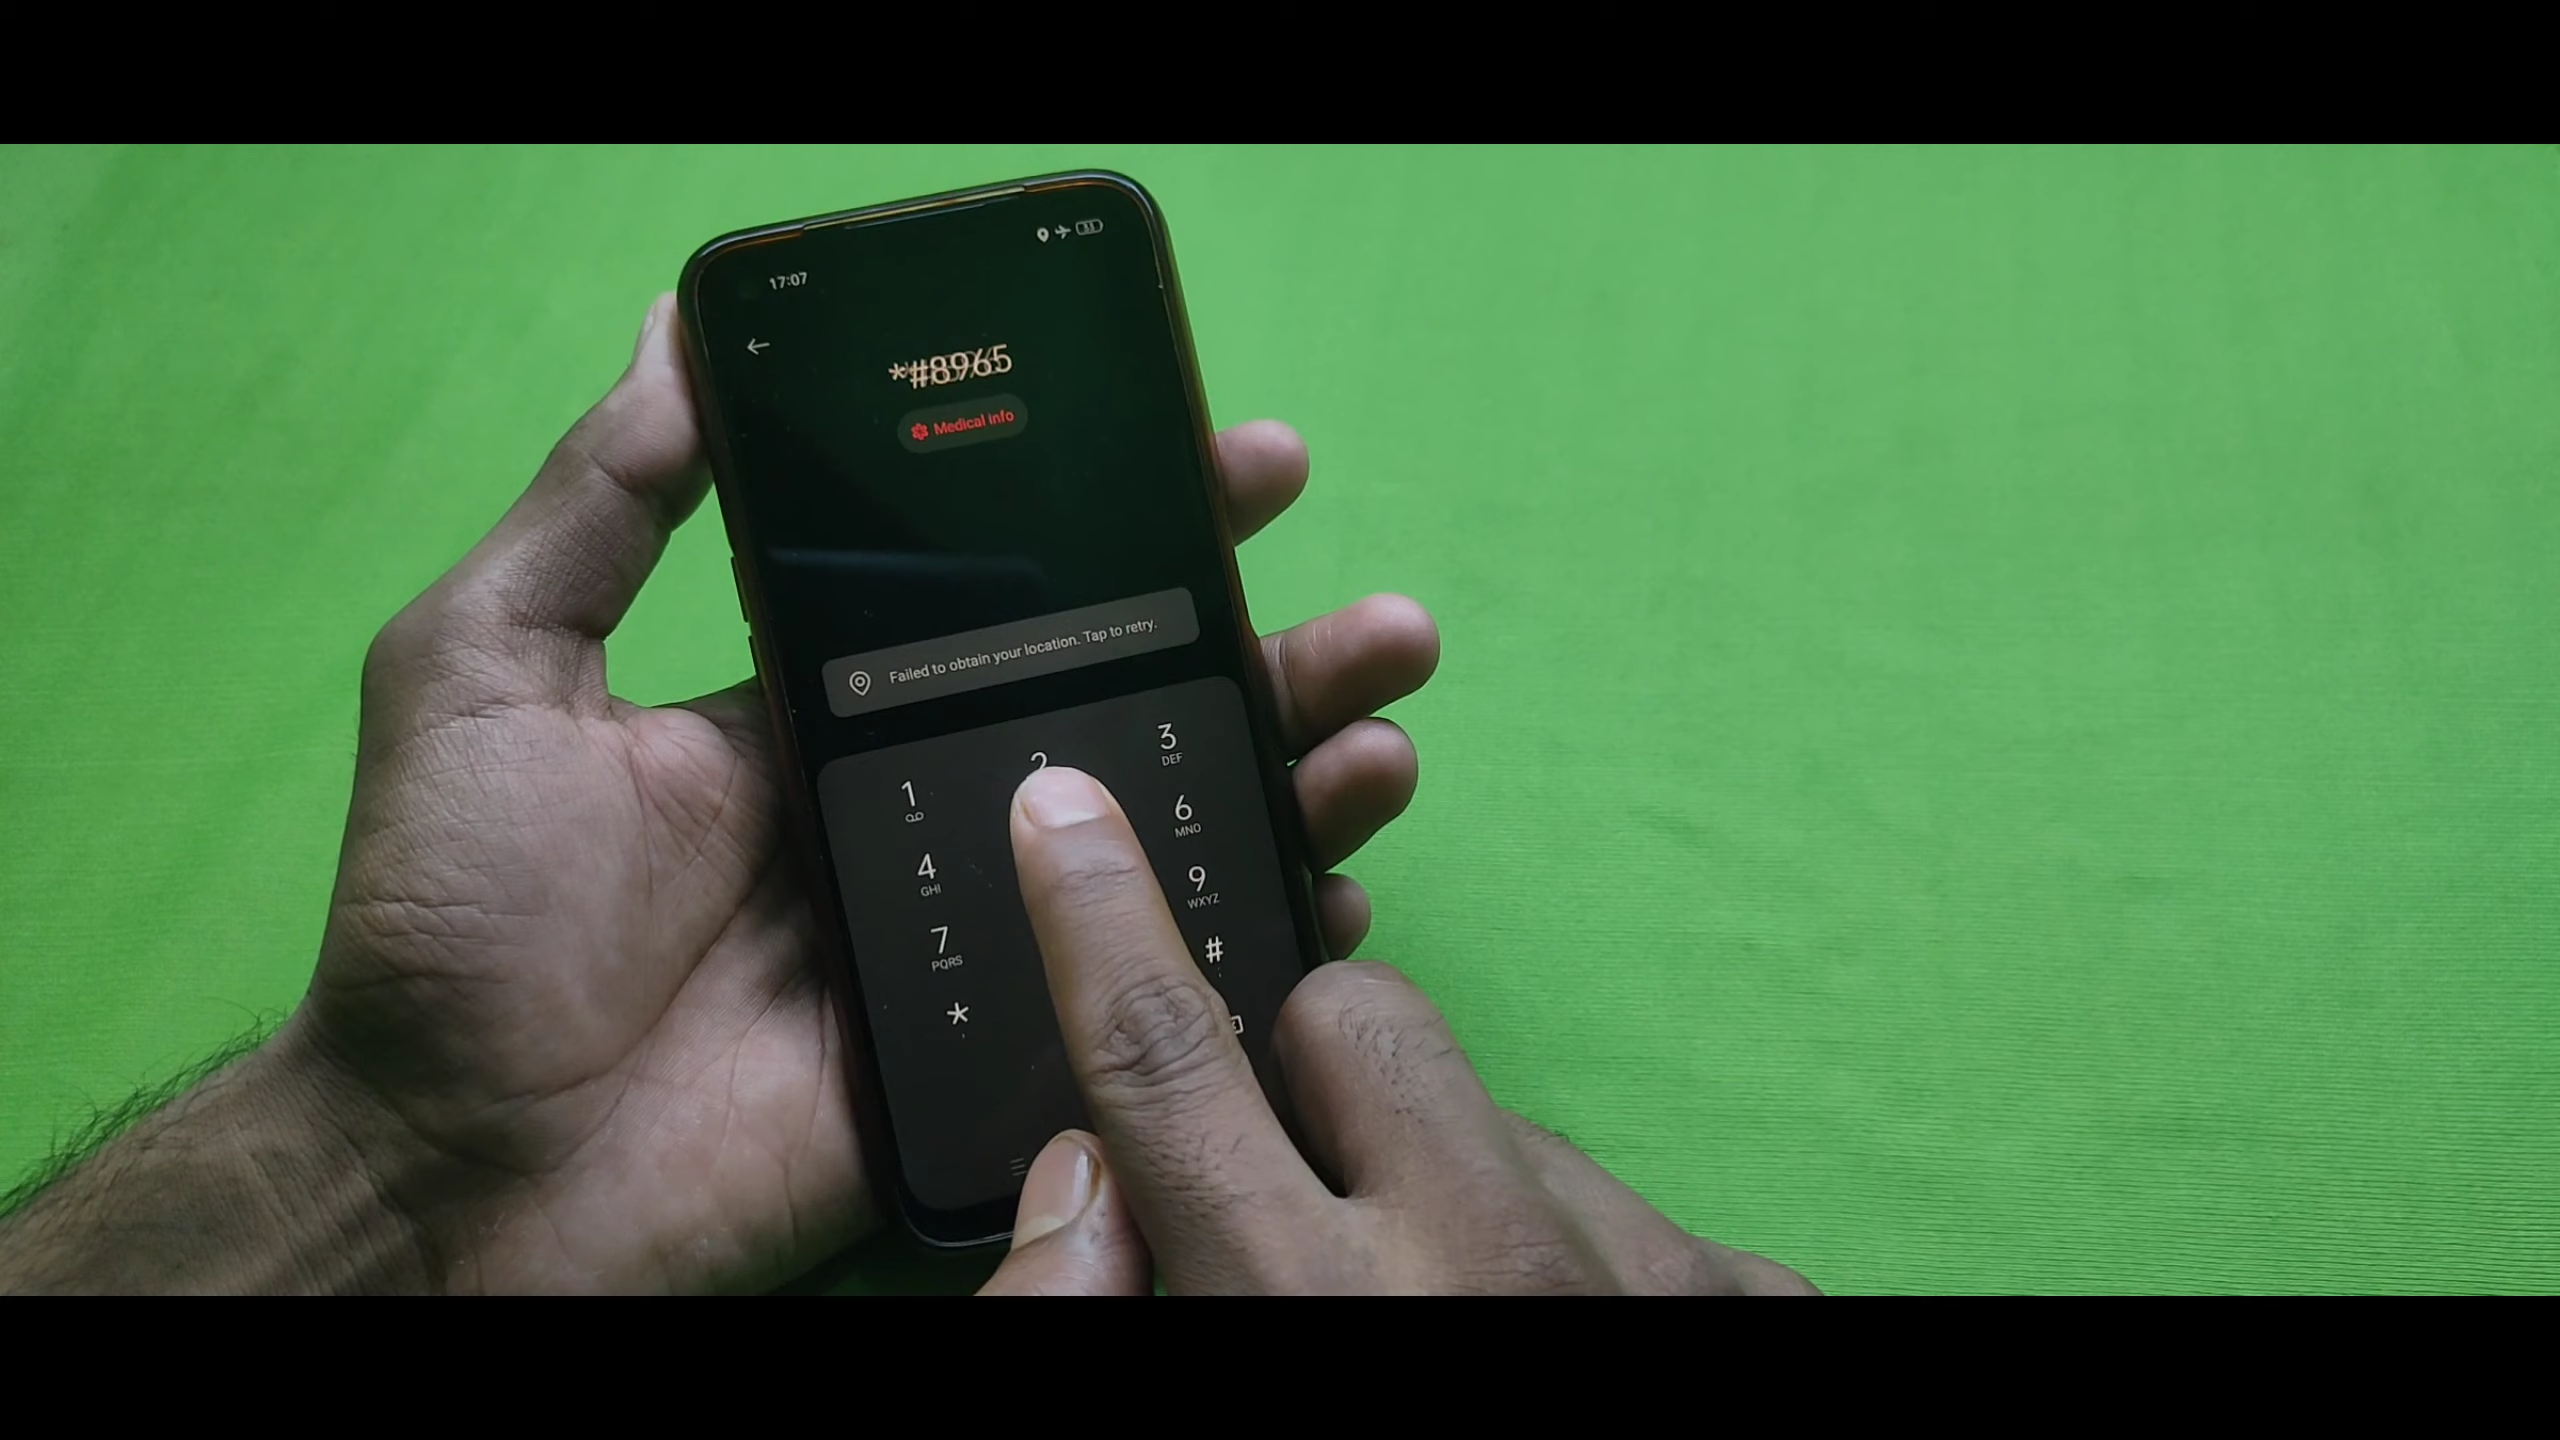 17:07
33
*#8965
Medical info
Failed to obtain your location. Tap to retry.
1
2
3
DEF
4
GHI
6
MNO
7
PQRS
9
WXYZ
*
#